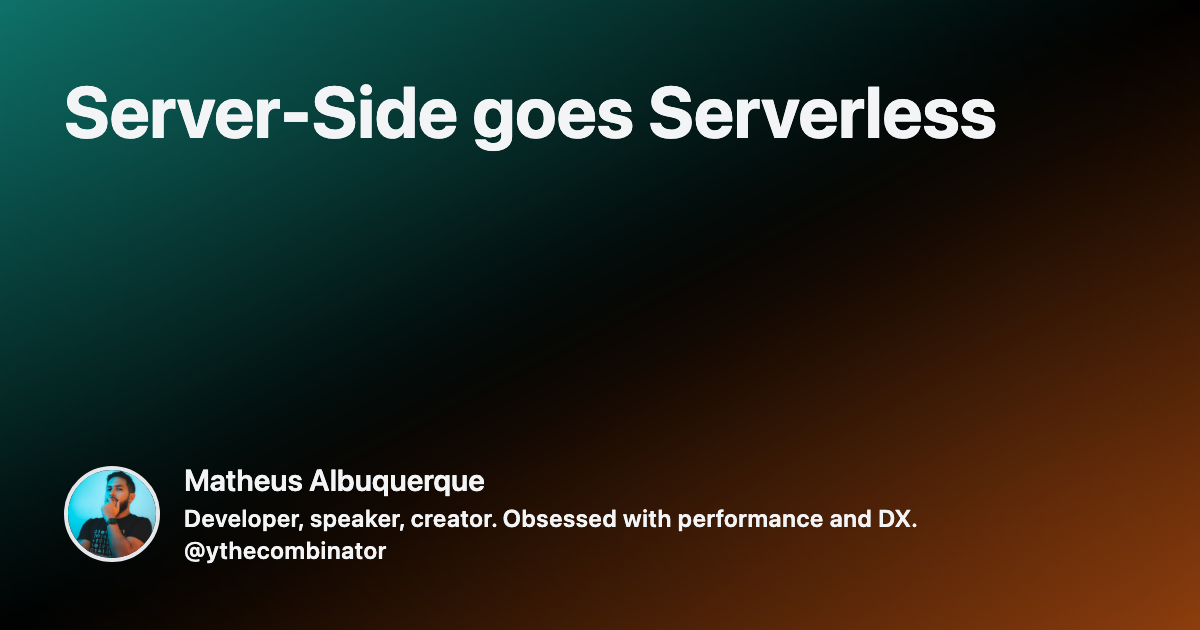 Server-Side goes Serverless
Matheus Albuquerque
Developer, speaker, creator. Obsessed with performance and DX.
@ythecombinator